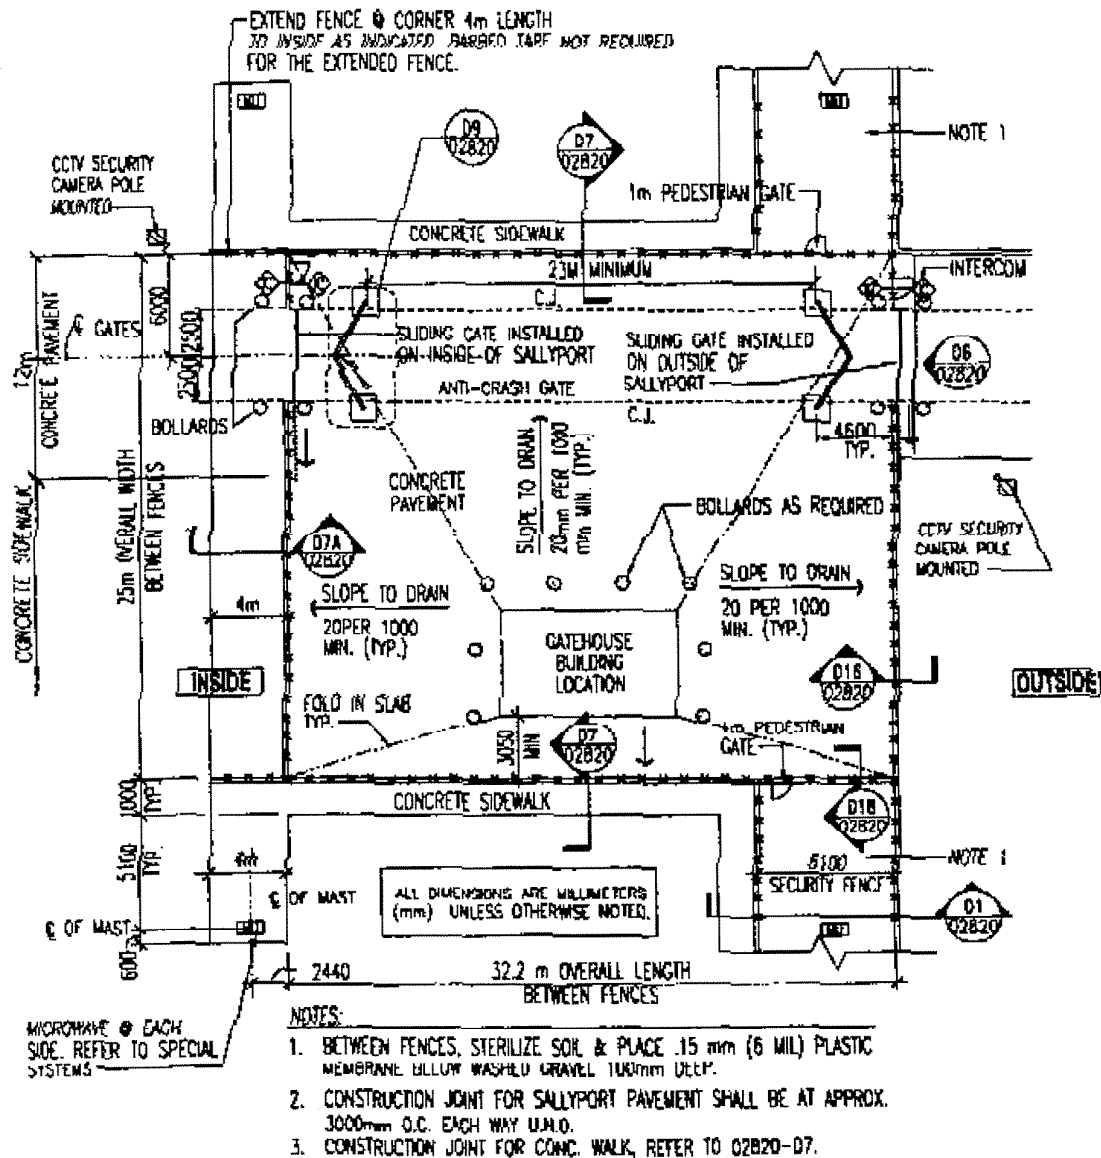 EXTEND FENCE @ CORNER 4m LENGTH
TO INSIDE AS INDICATED. BARBED TAPE NOT REQUIRED
FOR THE EXTENDED FENCE.
D9
02820
D7
02820
NOTE 1
CCTV SECURITY
CAMERA POLE
MOUNTED
1m PEDESTRIAN GATE
CONCRETE SIDEWALK
23M MINIMUM
INTERCOM
C.J.
6000
℄ GATES
2500
2500
12m
CONCRETE PAVEMENT
SLIDING GATE INSTALLED
ON INSIDE OF SALLYPORT
SLIDING GATE INSTALLED
ON OUTSIDE OF
SALLYPORT
D6
02820
ANTI-CRASH GATE
C.J.
BOLLARDS
4600
TYP.
CONCRETE
PAVEMENT
SLOPE TO DRAIN
20mm PER 1000
mm MIN. (TYP.)
BOLLARDS AS REQUIRED
CCTV SECURITY
CAMERA POLE
MOUNTED
CONCRETE SIDEWALK
25m OVERALL WIDTH
BETWEEN FENCES
D7A
02820
4m
SLOPE TO DRAIN
20PER 1000
MIN. (TYP.)
SLOPE TO DRAIN
20 PER 1000
MIN. (TYP.)
GATEHOUSE
BUILDING
LOCATION
D16
02820
INSIDE
OUTSIDE
FOLD IN SLAB
TYP.
3050
MIN
D7
02820
1m PEDESTRIAN
GATE
1000
TYP.
CONCRETE SIDEWALK
D18
02820
5100
TYP.
4m
NOTE 1
5100
SECURITY FENCE
℄ OF MAST
℄ OF MAST
ALL DIMENSIONS ARE MILLIMETERS
(mm) UNLESS OTHERWISE NOTED.
D1
02820
600
2440
32.2 m OVERALL LENGTH
BETWEEN FENCES
MICROWAVE @ EACH
SIDE. REFER TO SPECIAL
SYSTEMS
NOTES:
1. BETWEEN FENCES, STERILIZE SOIL & PLACE .15 mm (6 MIL) PLASTIC
MEMBRANE BELOW WASHED GRAVEL 100mm DEEP.
2. CONSTRUCTION JOINT FOR SALLYPORT PAVEMENT SHALL BE AT APPROX.
3000mm O.C. EACH WAY U.N.O.
3. CONSTRUCTION JOINT FOR CONC. WALK, REFER TO 02820-D7.